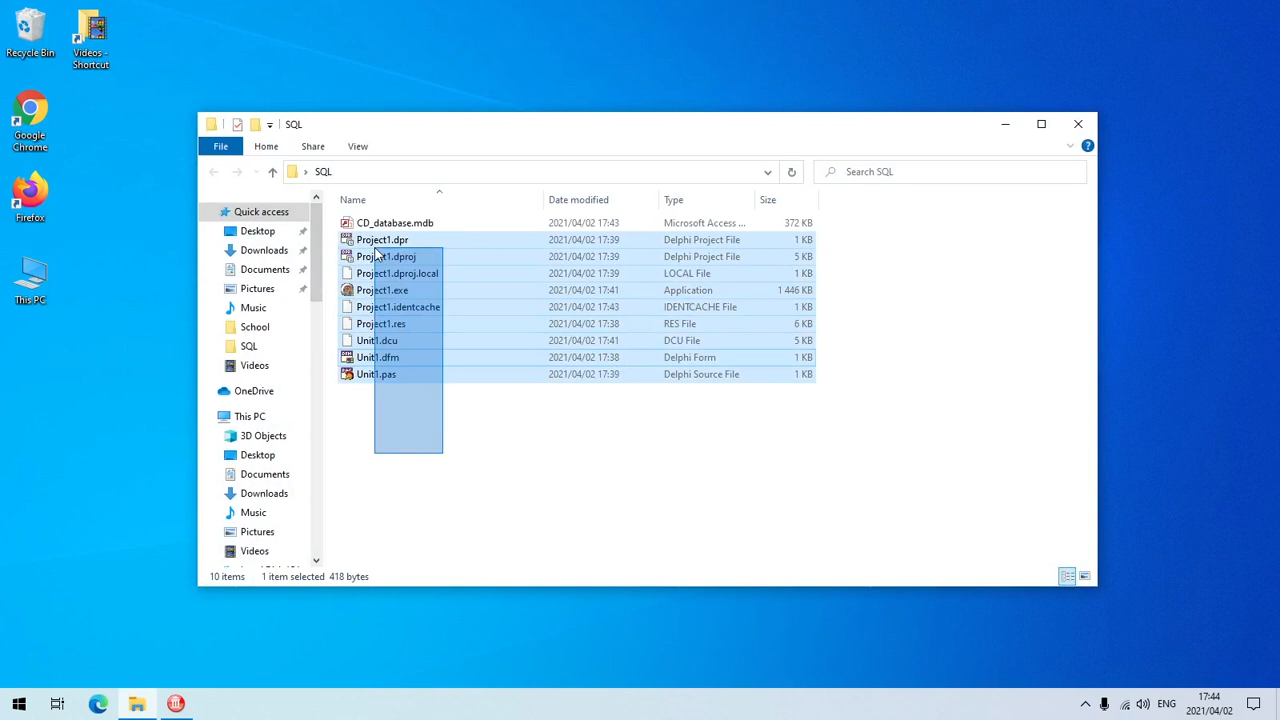 Recycle Bin
Videos -
Shortcut
Google
Chrome
Firefox
This PC
SQL
File Home Share View
SQL
Search SQL
Quick access
Desktop
Downloads
Documents
Pictures
Music
School
SQL
Videos
OneDrive
This PC
3D Objects
Desktop
Documents
Downloads
Music
Pictures
Videos
Name Date modified Type Size
CD_database.mdb 2021/04/02 17:43 Microsoft Access ... 372 KB
Project1.dpr 2021/04/02 17:39 Delphi Project File 1 KB
Project1.dproj 2021/04/02 17:39 Delphi Project File 5 KB
Project1.dproj.local 2021/04/02 17:39 LOCAL File 1 KB
Project1.exe 2021/04/02 17:41 Application 1 446 KB
Project1.identcache 2021/04/02 17:43 IDENTCACHE File 1 KB
Project1.res 2021/04/02 17:38 RES File 6 KB
Unit1.dcu 2021/04/02 17:41 DCU File 5 KB
Unit1.dfm 2021/04/02 17:38 Delphi Form 1 KB
Unit1.pas 2021/04/02 17:39 Delphi Source File 1 KB
10 items 1 item selected 418 bytes
ENG
17:44
2021/04/02